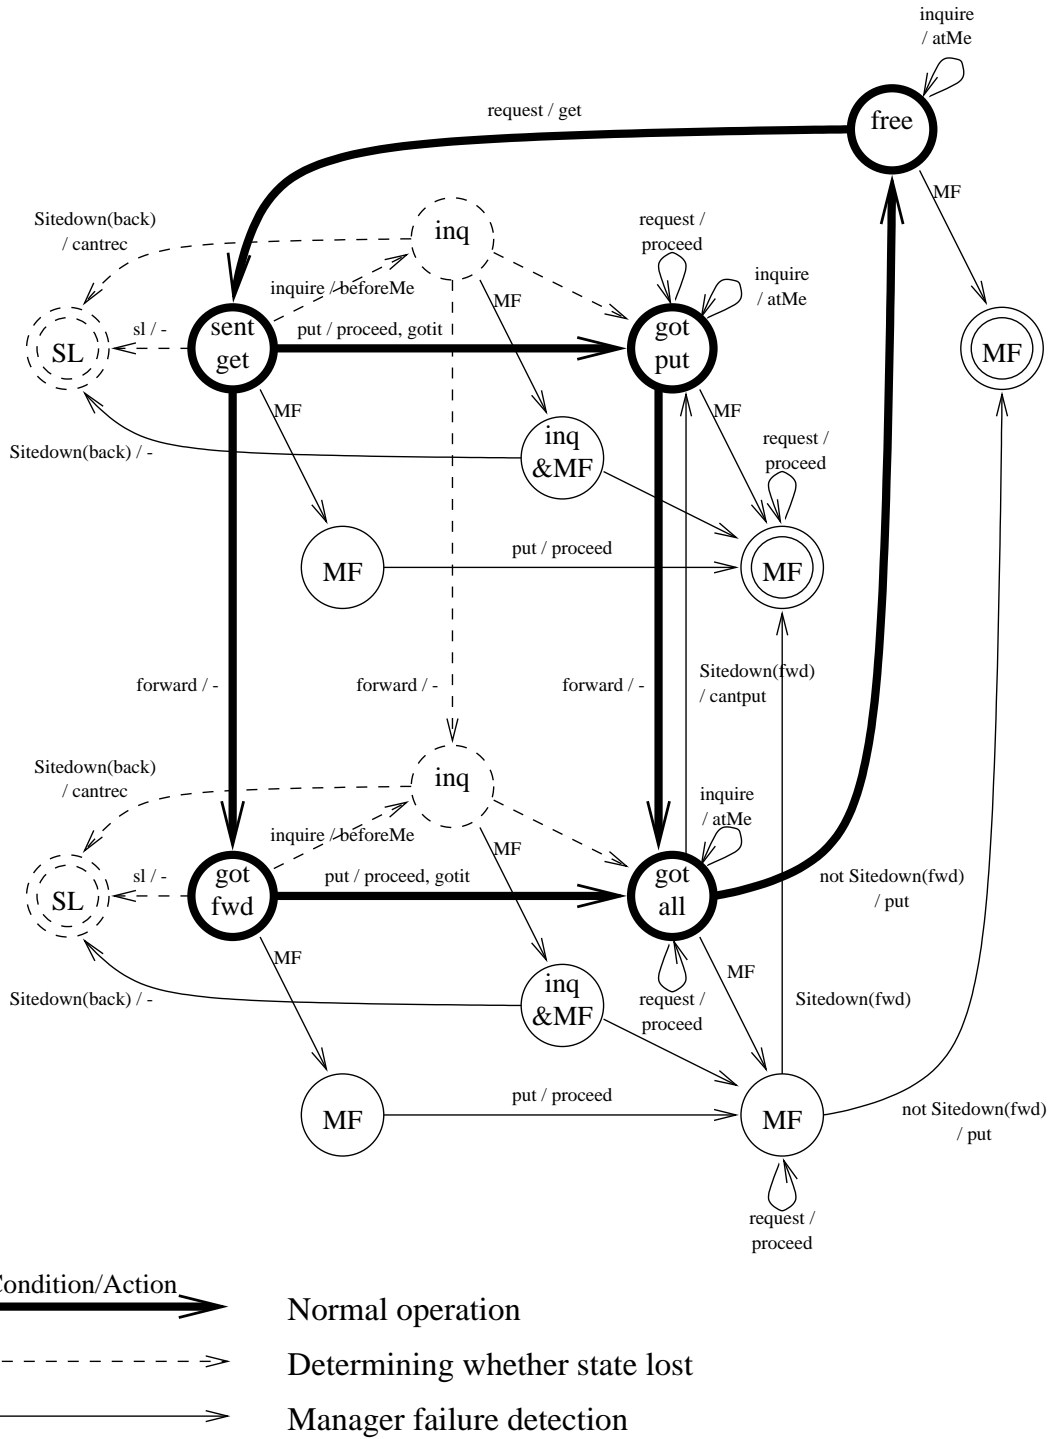 inquire
/ atMe
request / get
free
MF
Sitedown(back)
/ cantrec
inq
request /
proceed
inquire
/ atMe
inquire / beforeMe
MF
sl / -
sent
get
put / proceed, gotit
got
put
SL
MF
MF
MF
Sitedown(back) / -
inq
&MF
request /
proceed
put / proceed
MF
MF
forward / -
forward / -
forward / -
Sitedown(fwd)
/ cantput
Sitedown(back)
/ cantrec
inq
inquire
/ atMe
inquire / beforeMe
MF
sl / -
got
fwd
put / proceed, gotit
got
all
not Sitedown(fwd)
/ put
SL
MF
MF
Sitedown(back) / -
inq
&MF
request /
proceed
Sitedown(fwd)
put / proceed
MF
MF
not Sitedown(fwd)
/ put
request /
proceed
Condition/Action
Normal operation
Determining whether state lost
Manager failure detection